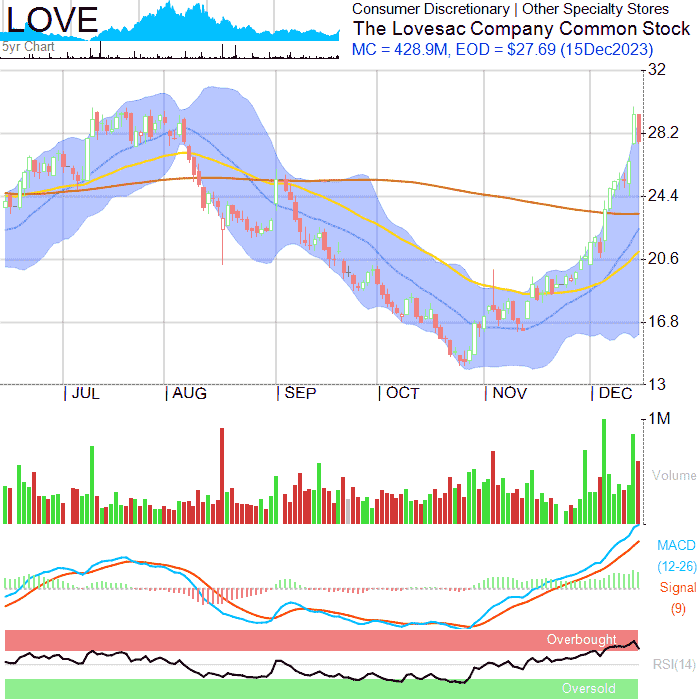 LOVE
5yr Chart
Consumer Discretionary | Other Specialty Stores
The Lovesac Company Common Stock
MC = 428.9M, EOD = $27.69 (15Dec2023)
32
28.2
24.4
20.6
16.8
13
JUL AUG SEP OCT NOV DEC
1M
Volume
MACD
(12-26)
Signal
(9)
Overbought
RSI(14)
Oversold